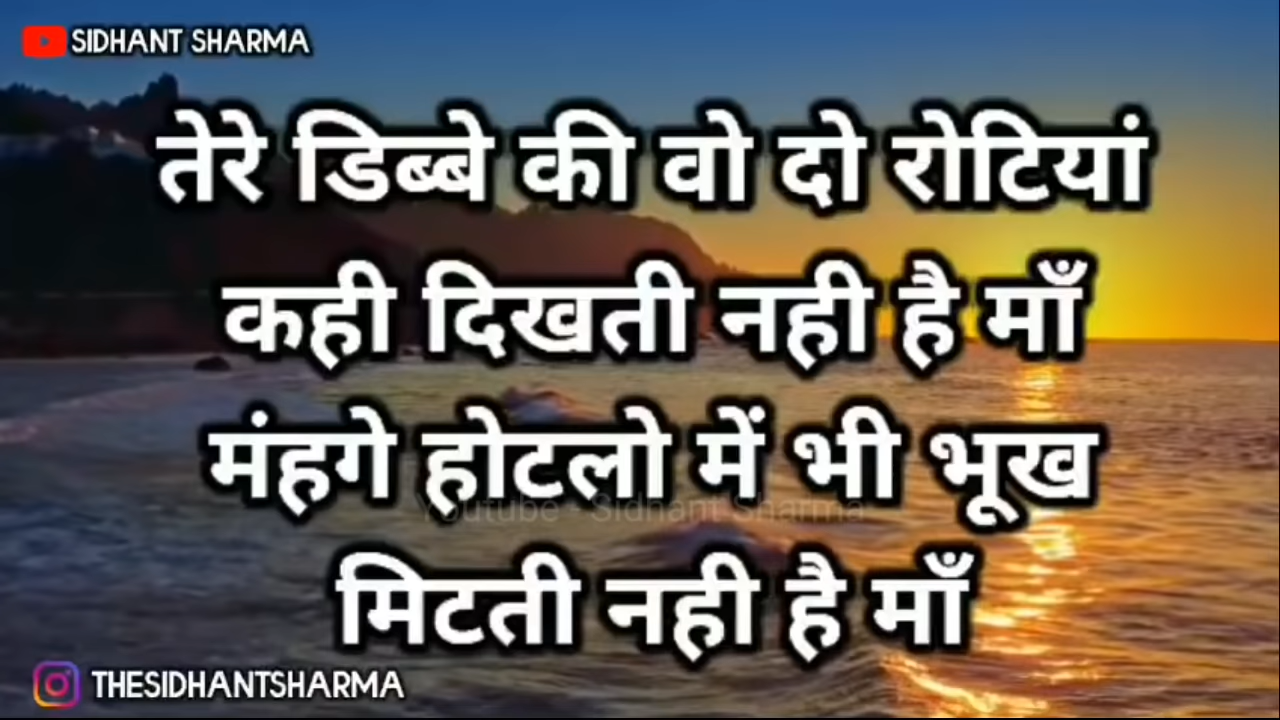 SIDHANT SHARMA
तेरे डिब्बे की वो दो रोटियां
कही दिखती नही है माँ
मंहगे होटलो में भी भूख
Youtube - Sidhant Sharma
मिटती नही है माँ
THESIDHANTSHARMA